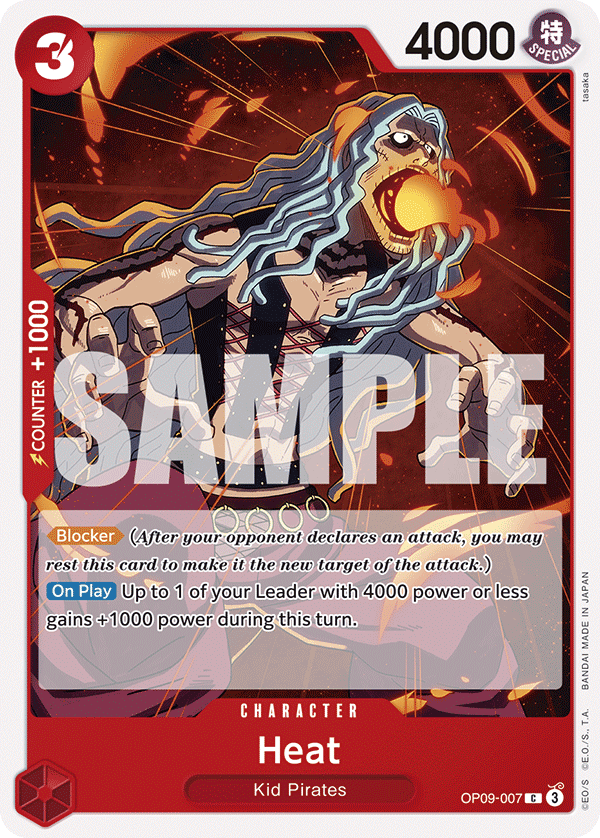 3
4000
特
SPECIAL
tasaka
COUNTER +1000
SAMPLE
Blocker (After your opponent declares an attack, you may
rest this card to make it the new target of the attack.)
On Play Up to 1 of your Leader with 4000 power or less
gains +1000 power during this turn.
CHARACTER
Heat
Kid Pirates
OP09-007 C 3
©EO/S ©E.O./S., T.A. BANDAI MADE IN JAPAN